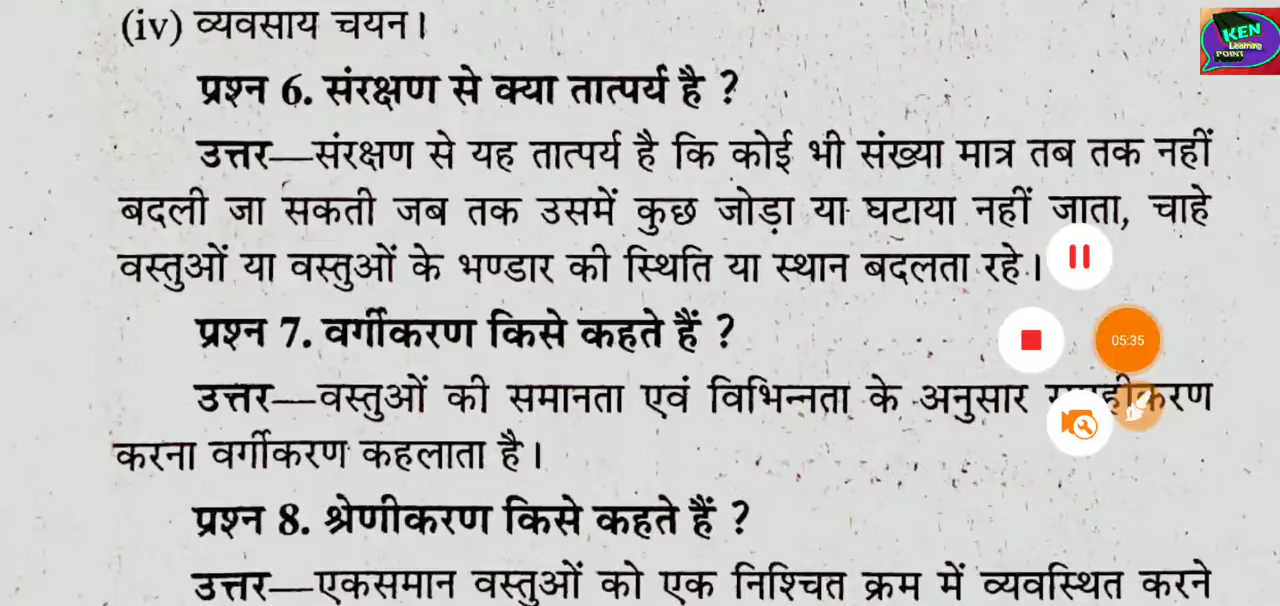 (iv) व्यवसाय चयन।
KEN
Learning
POINT
प्रश्न 6. संरक्षण से क्या तात्पर्य है ?
उत्तर—संरक्षण से यह तात्पर्य है कि कोई भी संख्या मात्र तब तक नहीं
बदली जा सकती जब तक उसमें कुछ जोड़ा या घटाया नहीं जाता, चाहे
वस्तुओं या वस्तुओं के भण्डार की स्थिति या स्थान बदलता रहे।
प्रश्न 7. वर्गीकरण किसे कहते हैं ?
05:35
उत्तर—वस्तुओं की समानता एवं विभिन्नता के अनुसार
करना वर्गीकरण कहलाता है।
प्रश्न 8. श्रेणीकरण किसे कहते हैं ?
उत्तर—एकसमान वस्तुओं को एक निश्चित क्रम में व्यवस्थित करने